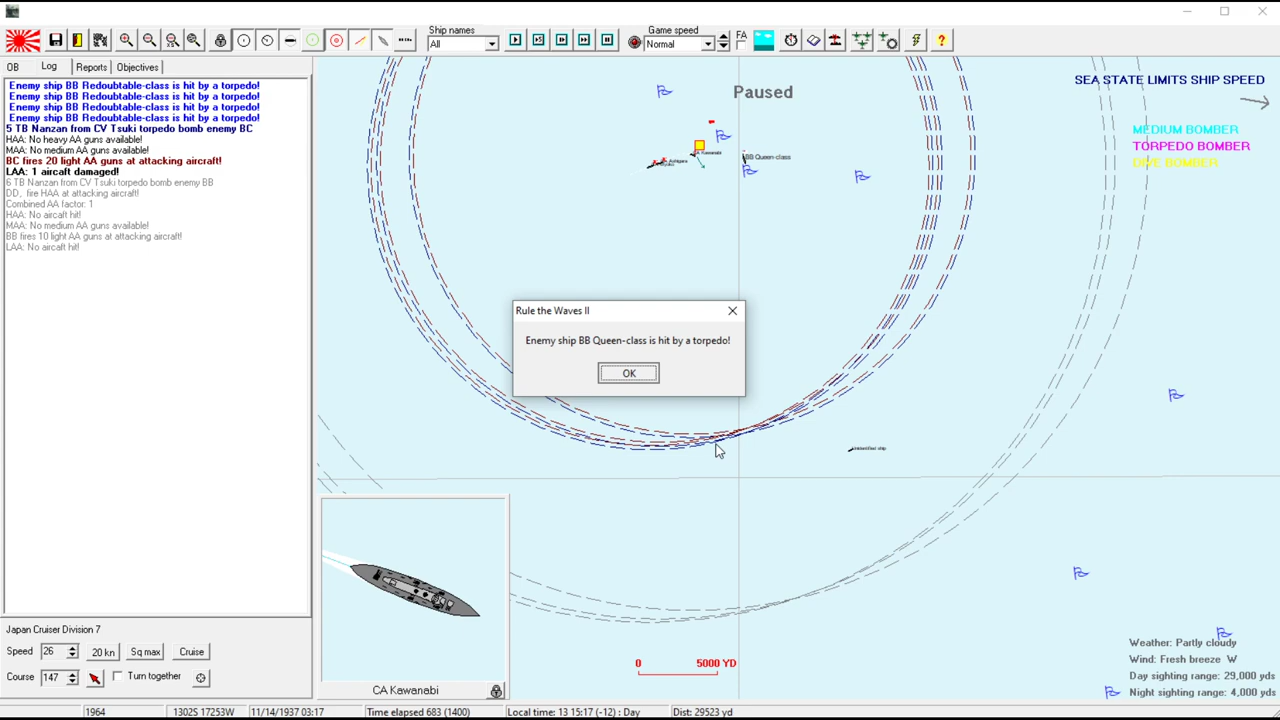 Ship names
All
Game speed
Normal
FA
OB
Log
Reports
Objectives
Enemy ship BB Redoubtable-class is hit by a torpedo!
Enemy ship BB Redoubtable-class is hit by a torpedo!
Enemy ship BB Redoubtable-class is hit by a torpedo!
Enemy ship BB Redoubtable-class is hit by a torpedo!
5 TB Nanzan from CV Tsuki torpedo bomb enemy BC
HAA: No heavy AA guns available!
MAA: No medium AA guns available!
BC fires 20 light AA guns at attacking aircraft!
LAA: 1 aircraft damaged!
6 TB Nanzan from CV Tsuki torpedo bomb enemy BB
DD, fire HAA at attacking aircraft!
Combined AA factor: 1
HAA: No aircaft hit!
MAA: No medium AA guns available!
BB fires 10 light AA guns at attacking aircraft!
LAA: No aircaft hit!
Paused
SEA STATE LIMITS SHIP SPEED
MEDIUM BOMBER
TORPEDO BOMBER
DIVE BOMBER
BB Queen-class
Rule the Waves II
Enemy ship BB Queen-class is hit by a torpedo!
OK
Unidentified ship
Japan Cruiser Division 7
Speed 26
20 kn
Sq max
Cruise
Course 147
Turn together
CA Kawanabi
0 5000 YD
Weather: Partly cloudy
Wind: Fresh breeze W
Day sighting range: 29,000 yds
Night sighting range: 4,000 yds
1964
1302S 17253W
11/14/1937 03:17
Time elapsed 683 (1400)
Local time: 13 15:17 (-12) : Day
Dist: 29523 yd